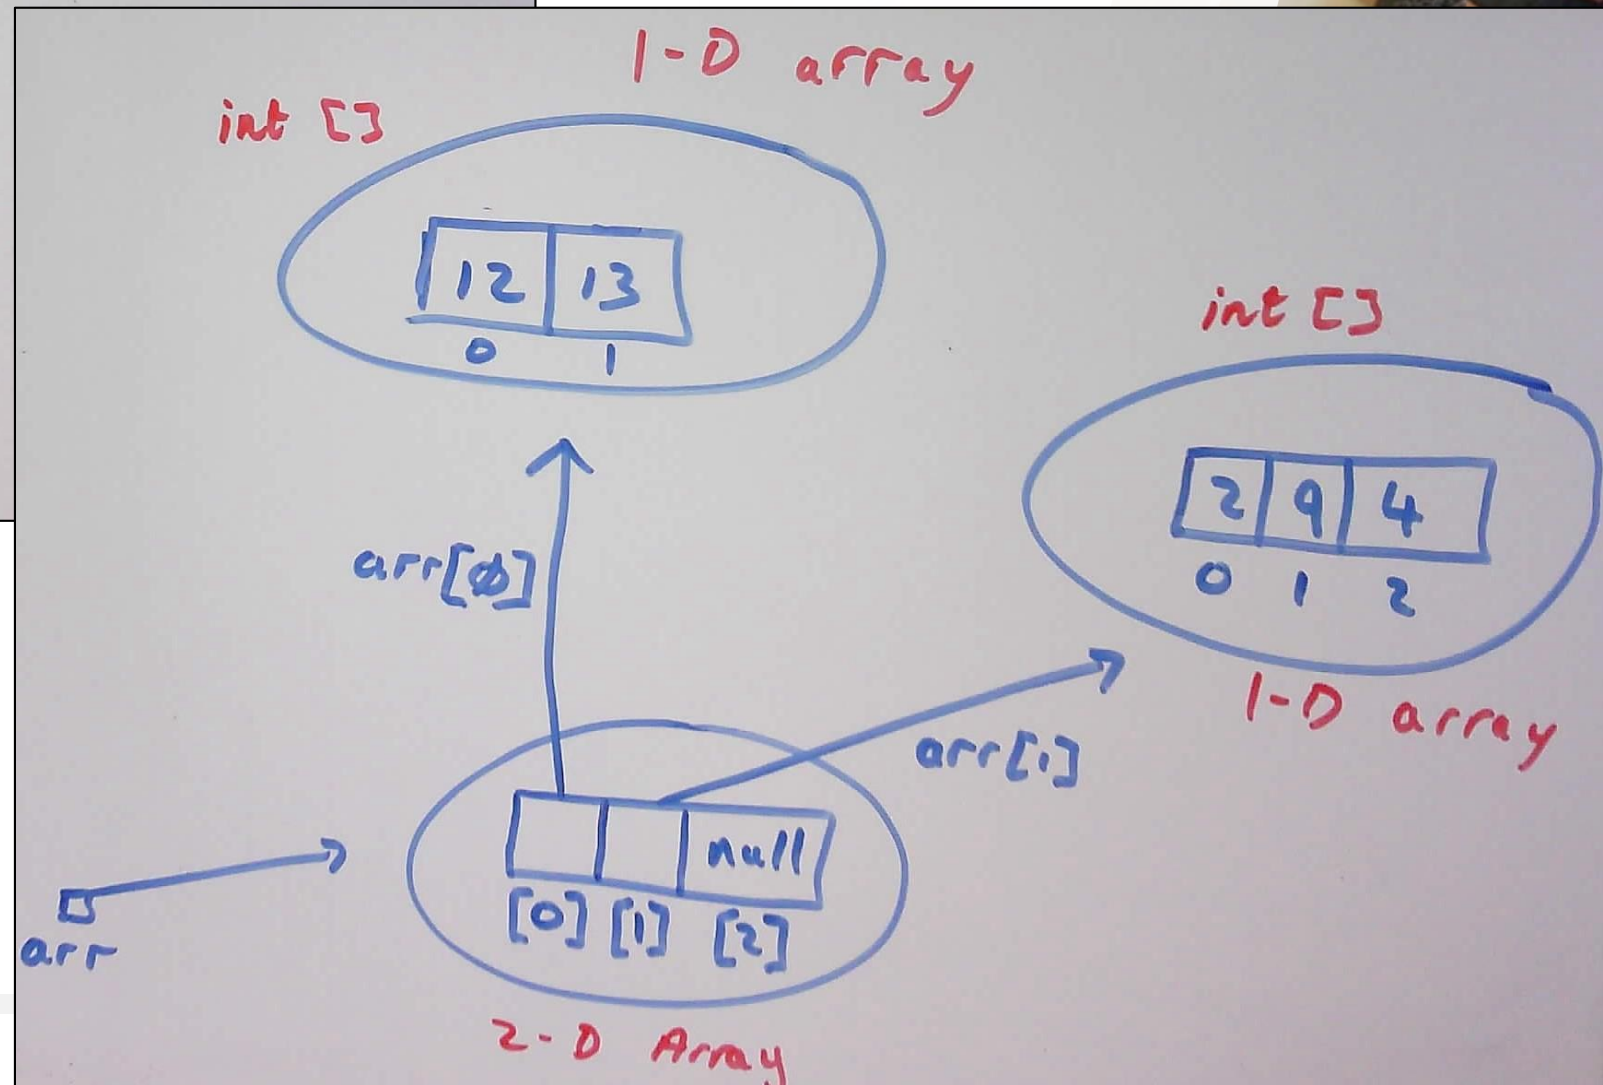 1-D array
int []
12 13
0 1
int []
2 9 4
0 1 2
1-D array
arr[0]
arr[1]
null
[0] [1] [2]
arr
2-D Array